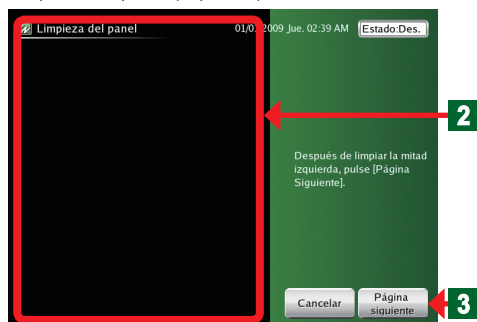 Limpieza del panel
01/01/2009 Jue. 02:39 AM
Estado:Des.
2
Después de limpiar la mitad
izquierda, pulse [Página
Siguiente].
Cancelar
Página
siguiente
3